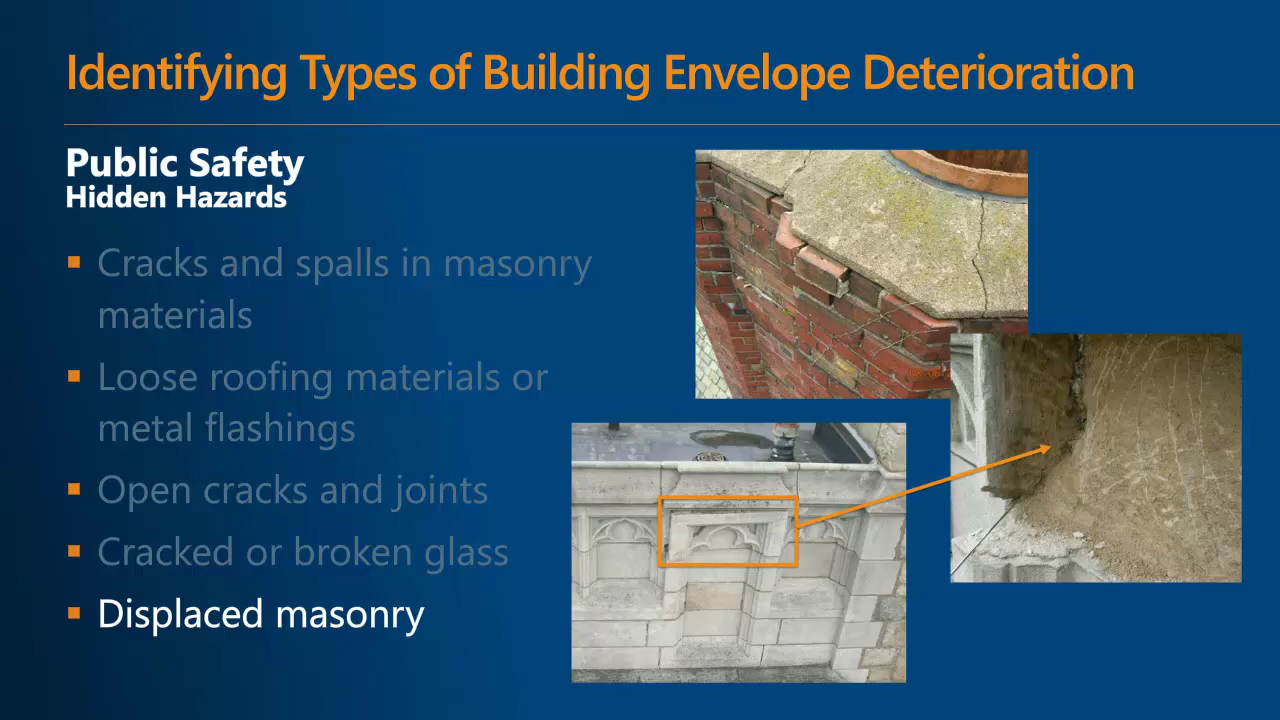 Identifying Types of Building Envelope Deterioration
Public Safety
Hidden Hazards
Cracks and spalls in masonry
materials
Loose roofing materials or
metal flashings
Open cracks and joints
Cracked or broken glass
Displaced masonry